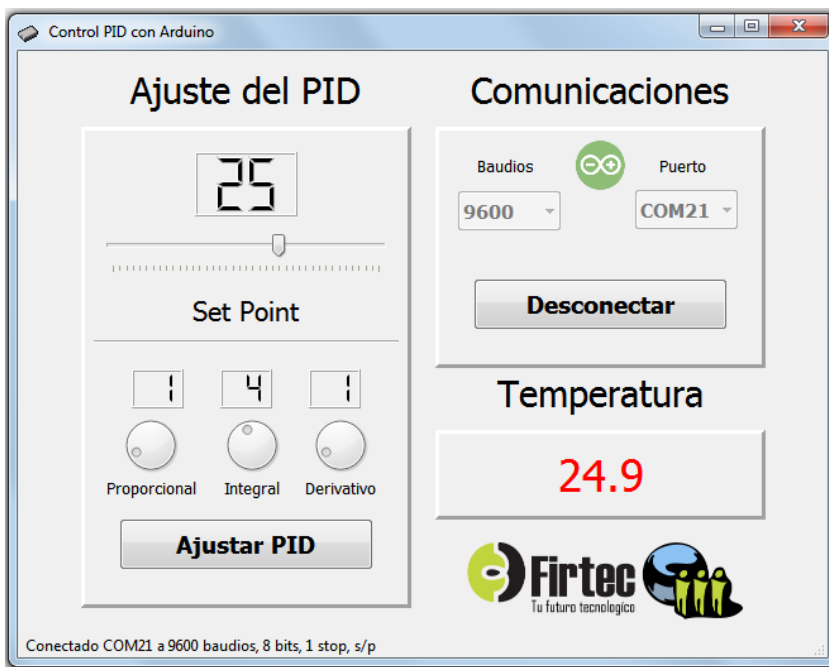 Control PID con Arduino
Ajuste del PID
25
Set Point
1 4 1
Proporcional Integral Derivativo
Ajustar PID
Comunicaciones
Baudios Puerto
9600 COM21
Desconectar
Temperatura
24.9
Firtec
Tu futuro tecnologico
Conectado COM21 a 9600 baudios, 8 bits, 1 stop, s/p